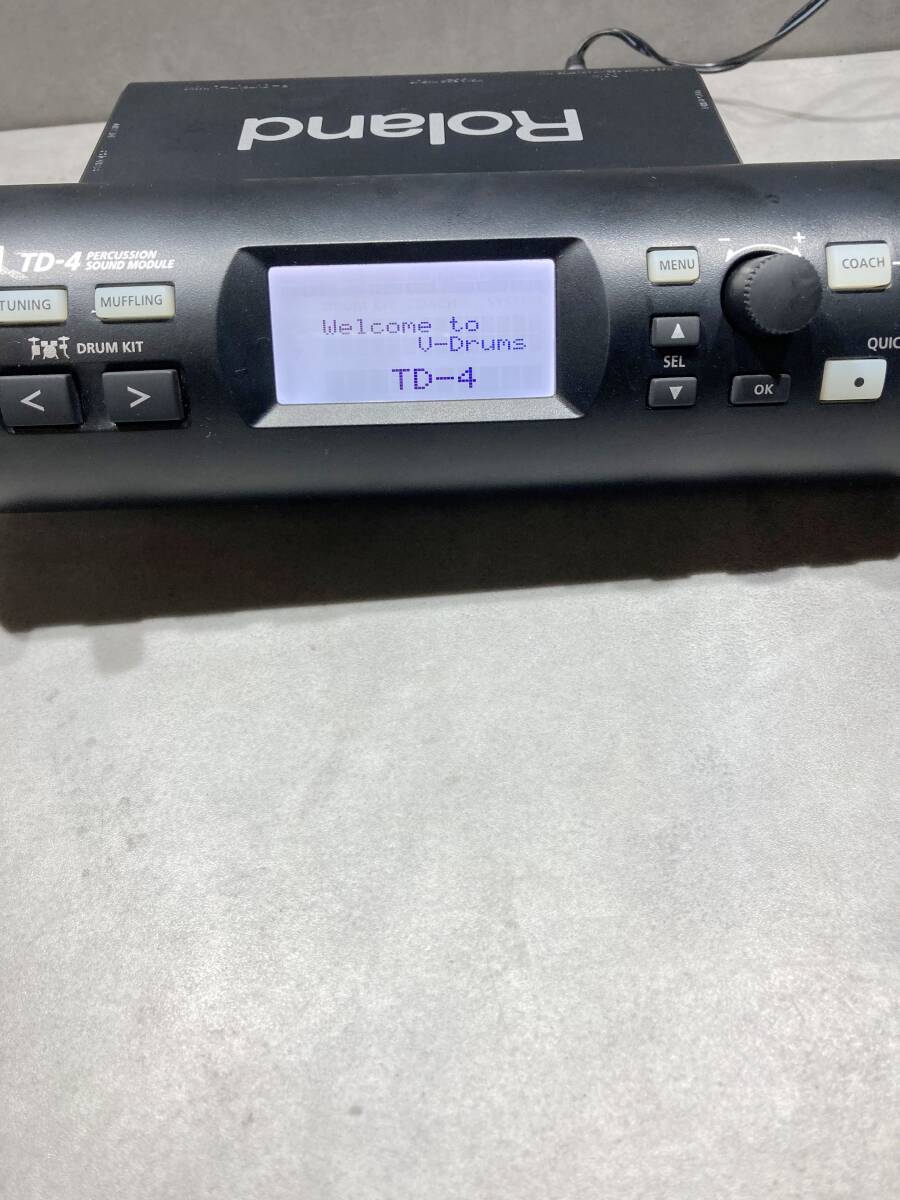 Roland
TD-4 PERCUSSION
SOUND MODULE
TUNING
MUFFLING
DRUM KIT
<
>
Welcome to
V-Drums
TD-4
MENU
▲
SEL
▼
- +
OK
COACH
QUIC
●